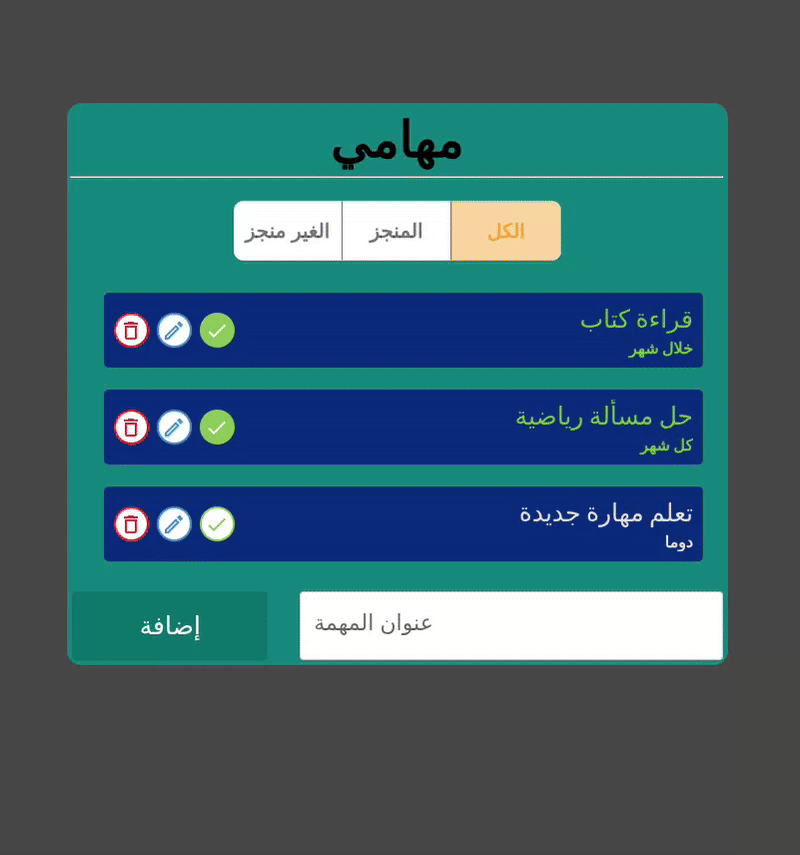 مهامي
الكل
المنجز
الغير منجز
قراءة كتاب
خلال شهر
حل مسألة رياضية
كل شهر
تعلم مهارة جديدة
دوما
عنوان المهمة
إضافة